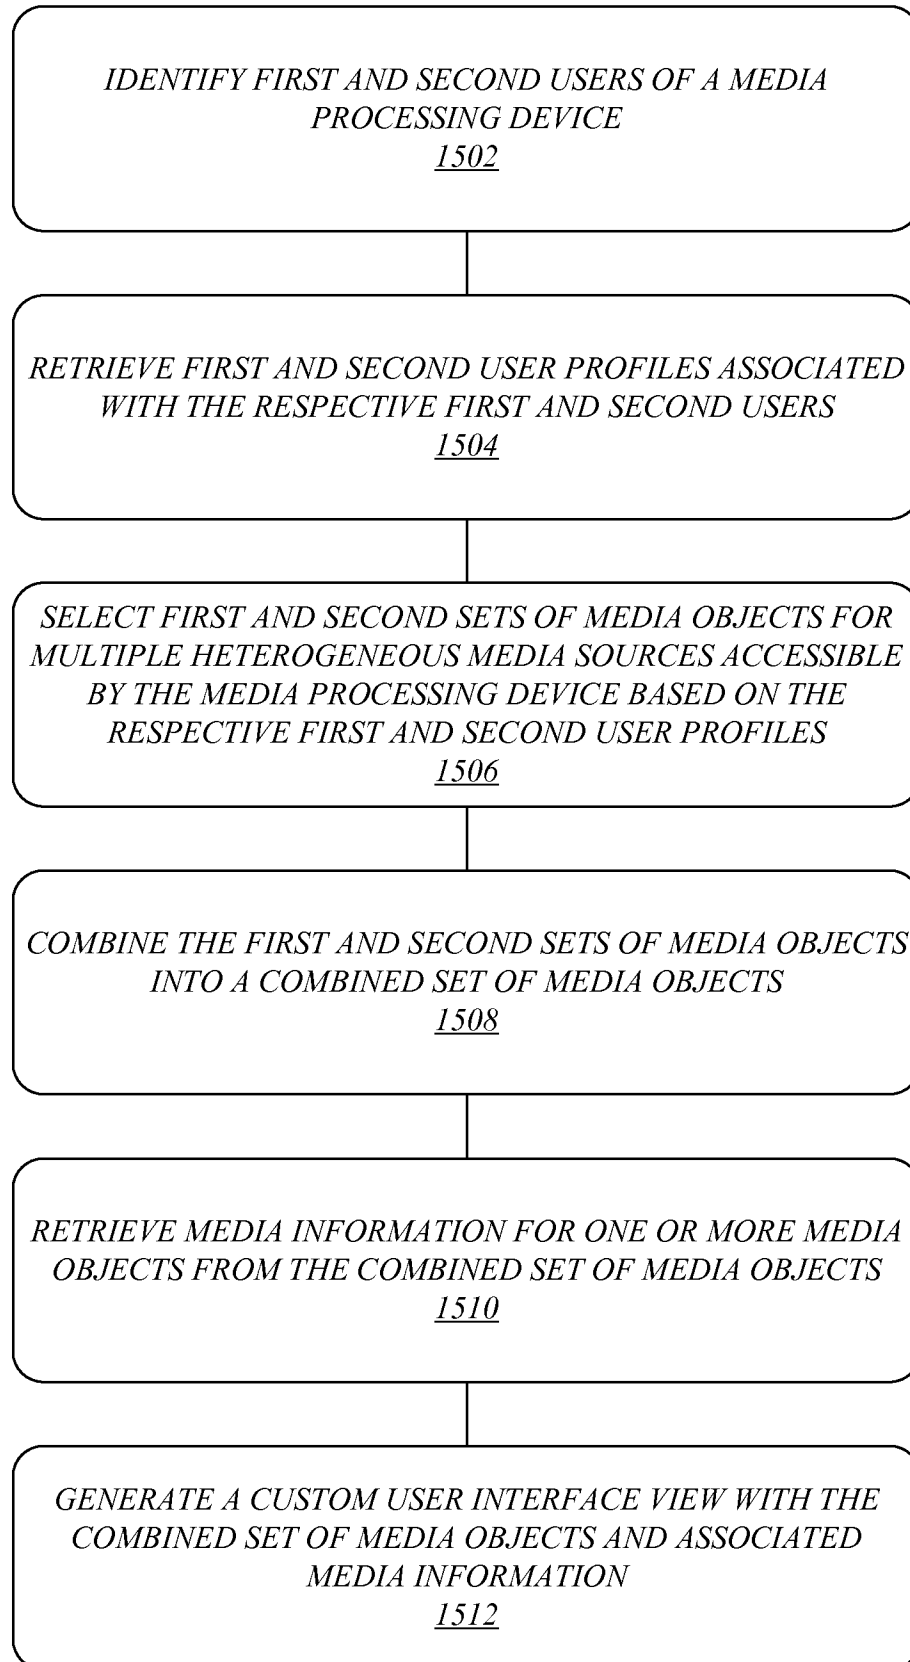 IDENTIFY FIRST AND SECOND USERS OF A MEDIA
PROCESSING DEVICE
1502
RETRIEVE FIRST AND SECOND USER PROFILES ASSOCIATED
WITH THE RESPECTIVE FIRST AND SECOND USERS
1504
SELECT FIRST AND SECOND SETS OF MEDIA OBJECTS FOR
MULTIPLE HETEROGENEOUS MEDIA SOURCES ACCESSIBLE
BY THE MEDIA PROCESSING DEVICE BASED ON THE
RESPECTIVE FIRST AND SECOND USER PROFILES
1506
COMBINE THE FIRST AND SECOND SETS OF MEDIA OBJECTS
INTO A COMBINED SET OF MEDIA OBJECTS
1508
RETRIEVE MEDIA INFORMATION FOR ONE OR MORE MEDIA
OBJECTS FROM THE COMBINED SET OF MEDIA OBJECTS
1510
GENERATE A CUSTOM USER INTERFACE VIEW WITH THE
COMBINED SET OF MEDIA OBJECTS AND ASSOCIATED
MEDIA INFORMATION
1512